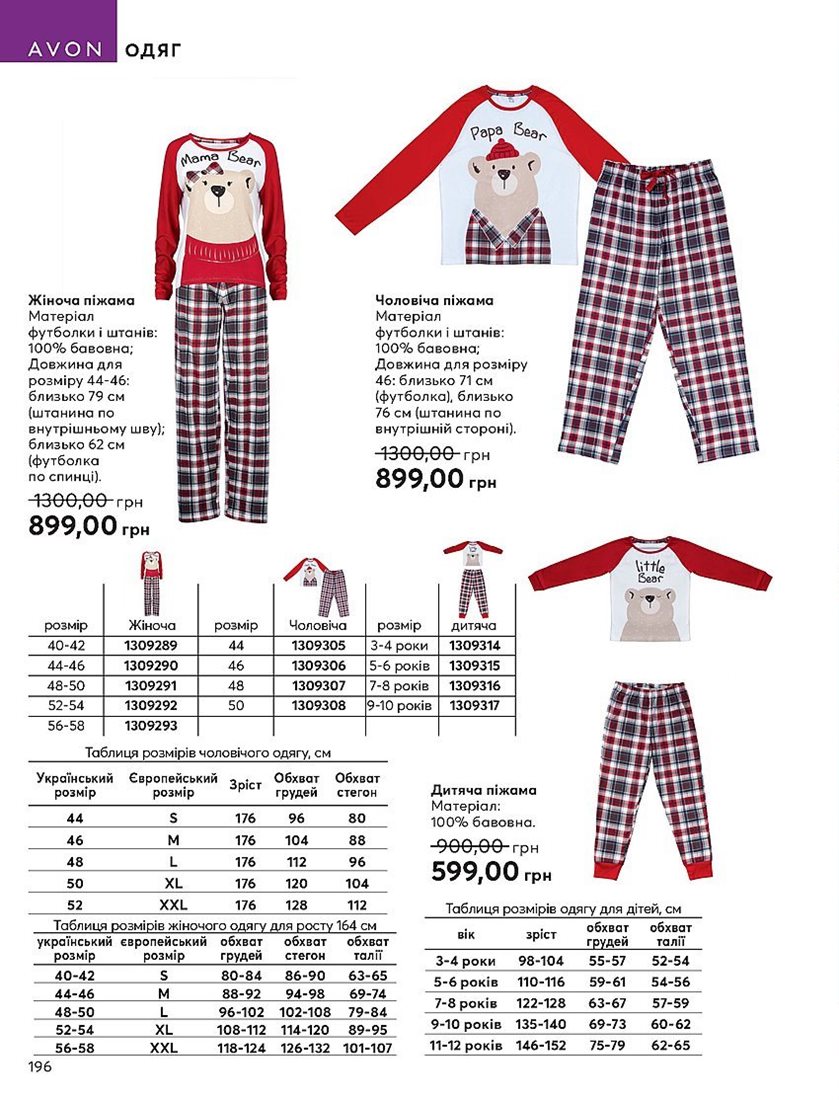 AVON ОДЯГ
Mama Bear
Papa Bear
Жіноча піжама
Матеріал
футболки і штанів:
100% бавовна;
Довжина для
розміру 44-46:
близько 79 см
(штанина по
внутрішньому шву);
близько 62 см
(футболка
по спинці).
1300,00 грн
899,00 грн
Чоловіча піжама
Матеріал
футболки і штанів:
100% бавовна;
Довжина для розміру
46: близько 71 см
(футболка), близько
76 см (штанина по
внутрішній стороні).
1300,00 грн
899,00 грн
little
Bear
розмір Жіноча розмір Чоловіча розмір дитяча
40-42 1309289 44 1309305 3-4 роки 1309314
44-46 1309290 46 1309306 5-6 років 1309315
48-50 1309291 48 1309307 7-8 років 1309316
52-54 1309292 50 1309308 9-10 років 1309317
56-58 1309293
Таблиця розмірів чоловічого одягу, см
Український розмір Європейський розмір Зріст Обхват грудей Обхват стегон
44 S 176 96 80
46 M 176 104 88
48 L 176 112 96
50 XL 176 120 104
52 XXL 176 128 112
Таблиця розмірів жіночого одягу для росту 164 см
український розмір європейський розмір обхват грудей обхват стегон обхват талії
40-42 S 80-84 86-90 63-65
44-46 M 88-92 94-98 69-74
48-50 L 96-102 102-108 79-84
52-54 XL 108-112 114-120 89-95
56-58 XXL 118-124 126-132 101-107
Дитяча піжама
Матеріал:
100% бавовна.
900,00 грн
599,00 грн
Таблиця розмірів одягу для дітей, см
вік зріст обхват грудей обхват талії
3-4 роки 98-104 55-57 52-54
5-6 років 110-116 59-61 54-56
7-8 років 122-128 63-67 57-59
9-10 років 135-140 69-73 60-62
11-12 років 146-152 75-79 62-65
196